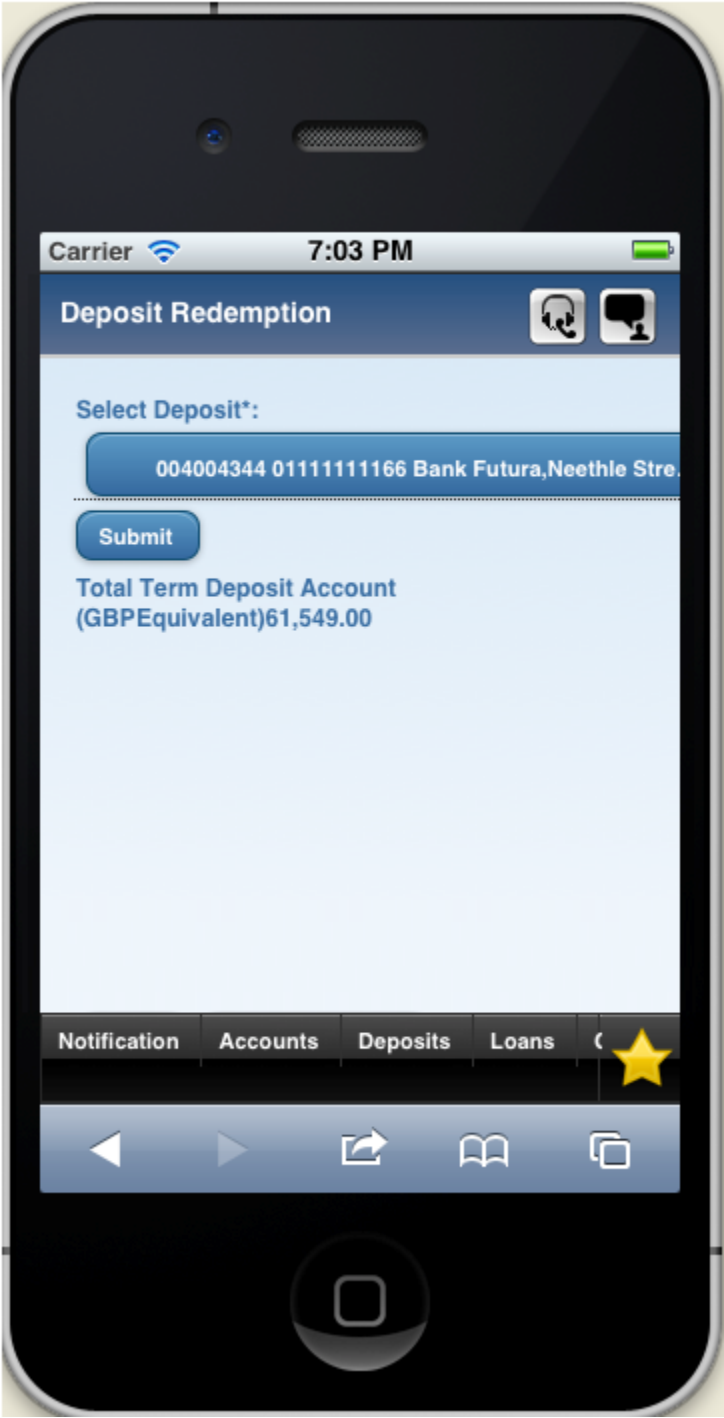 Carrier 7:03 PM
Deposit Redemption
Select Deposit*:
004004344 01111111166 Bank Futura,Neethle Stre.
Submit
Total Term Deposit Account
(GBPEquivalent)61,549.00
Notification Accounts Deposits Loans